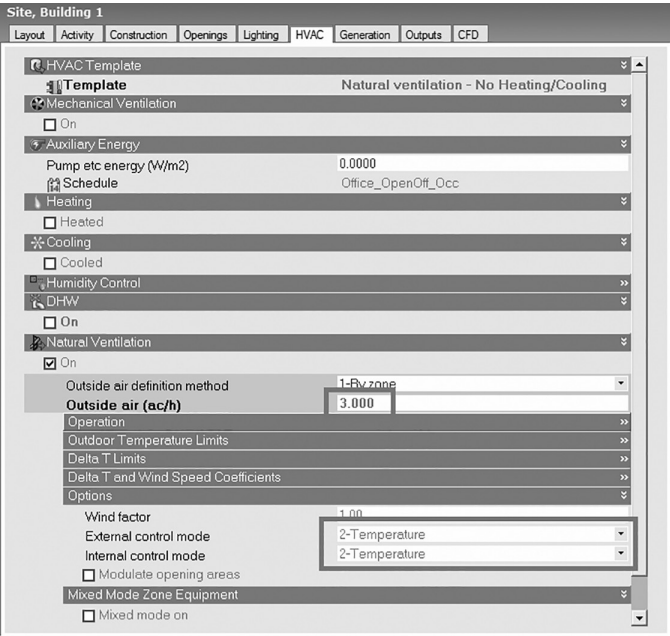 Site, Building 1
Layout Activity Construction Openings Lighting HVAC Generation Outputs CFD
HVAC Template
Template Natural ventilation - No Heating/Cooling
Mechanical Ventilation
On
Auxiliary Energy
Pump etc energy (W/m2) 0.0000
Schedule Office_OpenOff_Occ
Heating
Heated
Cooling
Cooled
Humidity Control
DHW
On
Natural Ventilation
On
Outside air definition method 1-By zone
Outside air (ac/h) 3.000
Operation
Outdoor Temperature Limits
Delta T Limits
Delta T and Wind Speed Coefficients
Options
Wind factor 1.00
External control mode 2-Temperature
Internal control mode 2-Temperature
Modulate opening areas
Mixed Mode Zone Equipment
Mixed mode on